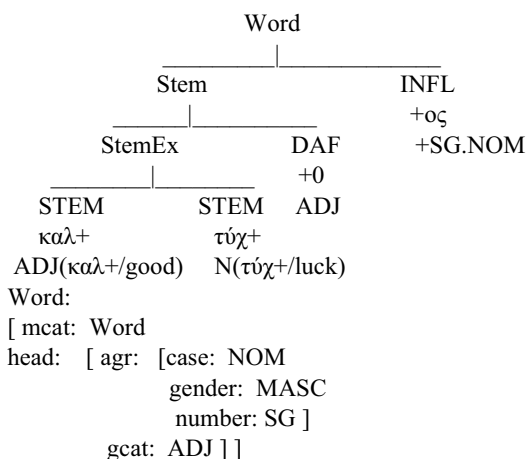 Word
Stem INFL
+ος
StemEx DAF +SG.NOM
+0
STEM STEM ADJ
καλ+ τύχ+
ADJ(καλ+/good) N(τύχ+/luck)
Word:
[ mcat: Word
head: [ agr: [case: NOM
gender: MASC
number: SG ]
gcat: ADJ ] ]